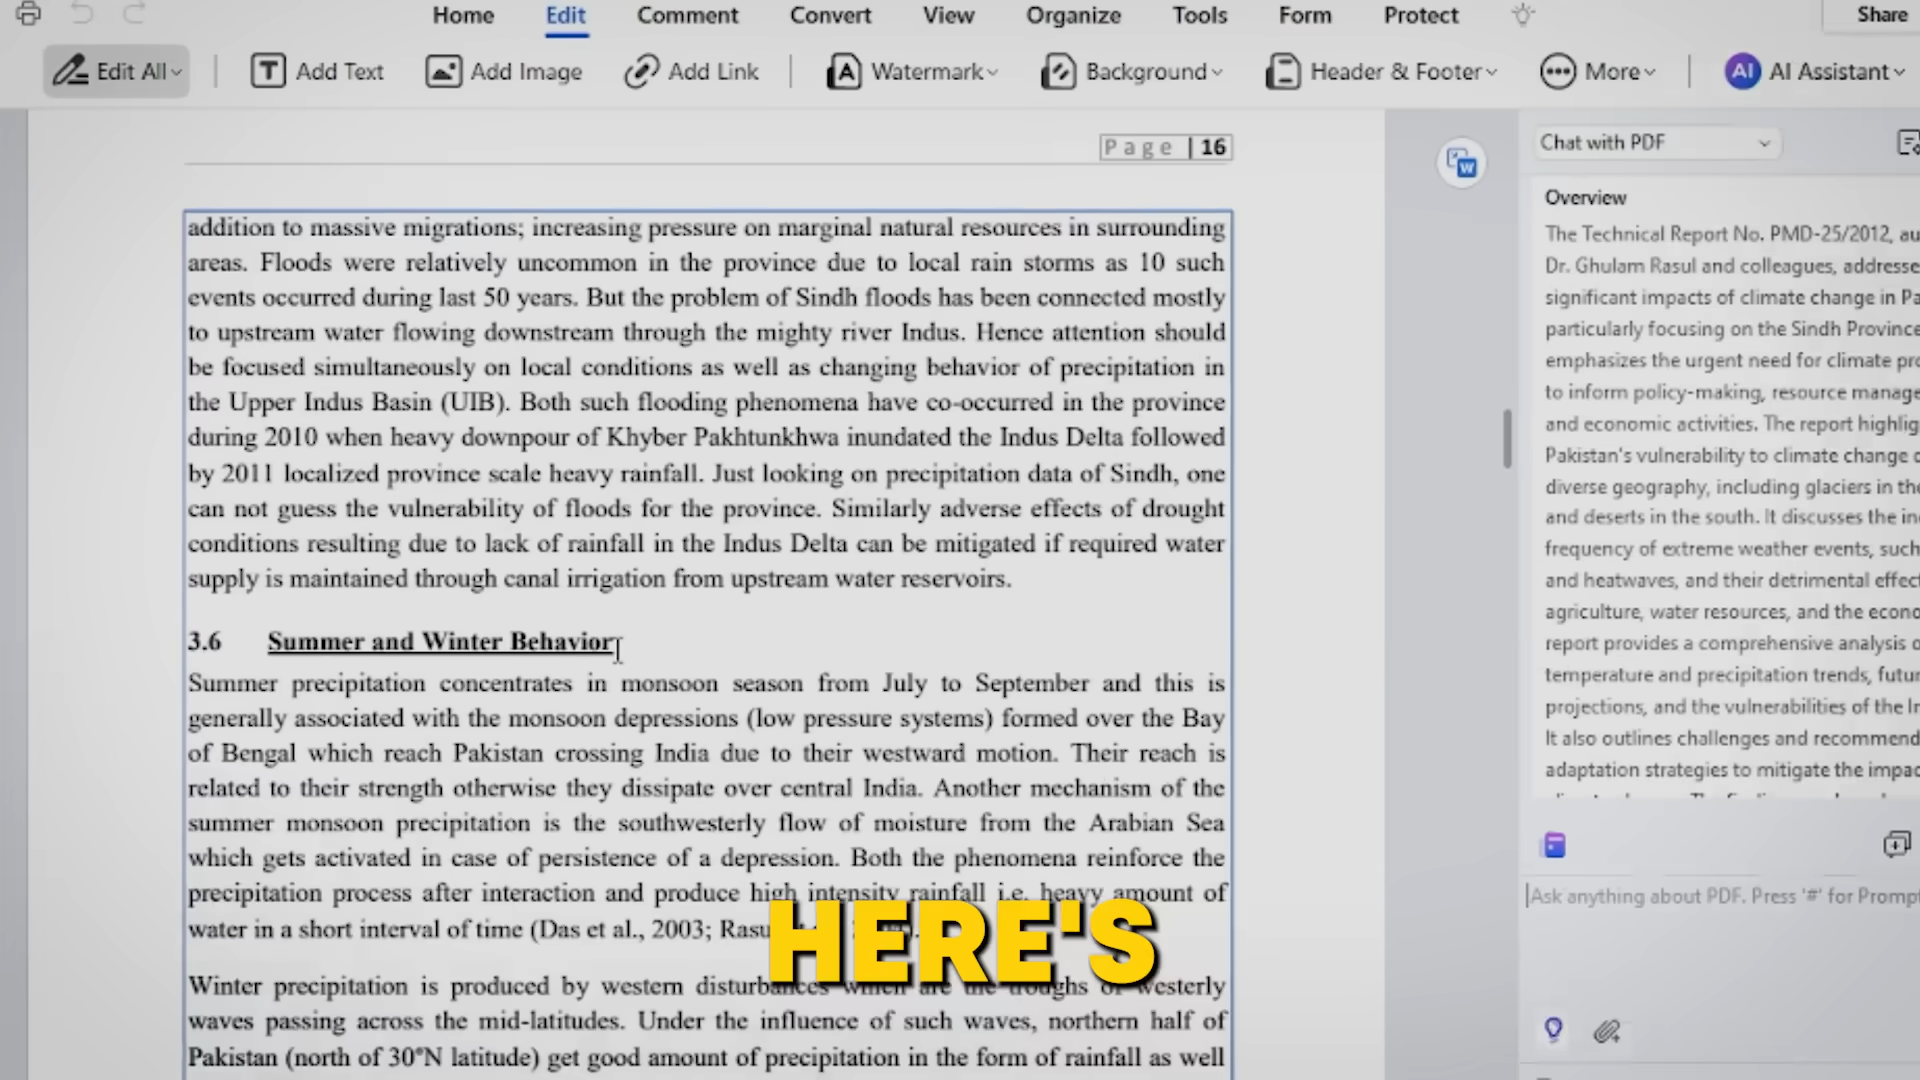 Home Edit Comment Convert View Organize Tools Form Protect Share
Edit All Add Text Add Image Add Link Watermark Background Header & Footer More AI AI Assistant
Page | 16
addition to massive migrations; increasing pressure on marginal natural resources in surrounding
areas. Floods were relatively uncommon in the province due to local rain storms as 10 such
events occurred during last 50 years. But the problem of Sindh floods has been connected mostly
to upstream water flowing downstream through the mighty river Indus. Hence attention should
be focused simultaneously on local conditions as well as changing behavior of precipitation in
the Upper Indus Basin (UIB). Both such flooding phenomena have co-occurred in the province
during 2010 when heavy downpour of Khyber Pakhtunkhwa inundated the Indus Delta followed
by 2011 localized province scale heavy rainfall. Just looking on precipitation data of Sindh, one
can not guess the vulnerability of floods for the province. Similarly adverse effects of drought
conditions resulting due to lack of rainfall in the Indus Delta can be mitigated if required water
supply is maintained through canal irrigation from upstream water reservoirs.
3.6 Summer and Winter Behavior
Summer precipitation concentrates in monsoon season from July to September and this is
generally associated with the monsoon depressions (low pressure systems) formed over the Bay
of Bengal which reach Pakistan crossing India due to their westward motion. Their reach is
related to their strength otherwise they dissipate over central India. Another mechanism of the
summer monsoon precipitation is the southwesterly flow of moisture from the Arabian Sea
which gets activated in case of persistence of a depression. Both the phenomena reinforce the
precipitation process after interaction and produce high intensity rainfall i.e. heavy amount of
water in a short interval of time (Das et al., 2003; Rasu
HERE'S
Winter precipitation is produced by western disturbances which are the troughs of westerly
waves passing across the mid-latitudes. Under the influence of such waves, northern half of
Pakistan (north of 30°N latitude) get good amount of precipitation in the form of rainfall as well
Chat with PDF
Overview
The Technical Report No. PMD-25/2012, au
Dr. Ghulam Rasul and colleagues, addresse
significant impacts of climate change in Pa
particularly focusing on the Sindh Province
emphasizes the urgent need for climate pro
to inform policy-making, resource manage
and economic activities. The report highlig
Pakistan's vulnerability to climate change
diverse geography, including glaciers in the
and deserts in the south. It discusses the in
frequency of extreme weather events, such
and heatwaves, and their detrimental effec
agriculture, water resources, and the econo
report provides a comprehensive analysis o
temperature and precipitation trends, futur
projections, and the vulnerabilities of the I
It also outlines challenges and recommend
adaptation strategies to mitigate the impac
Ask anything about PDF. Press '#' for Prompt